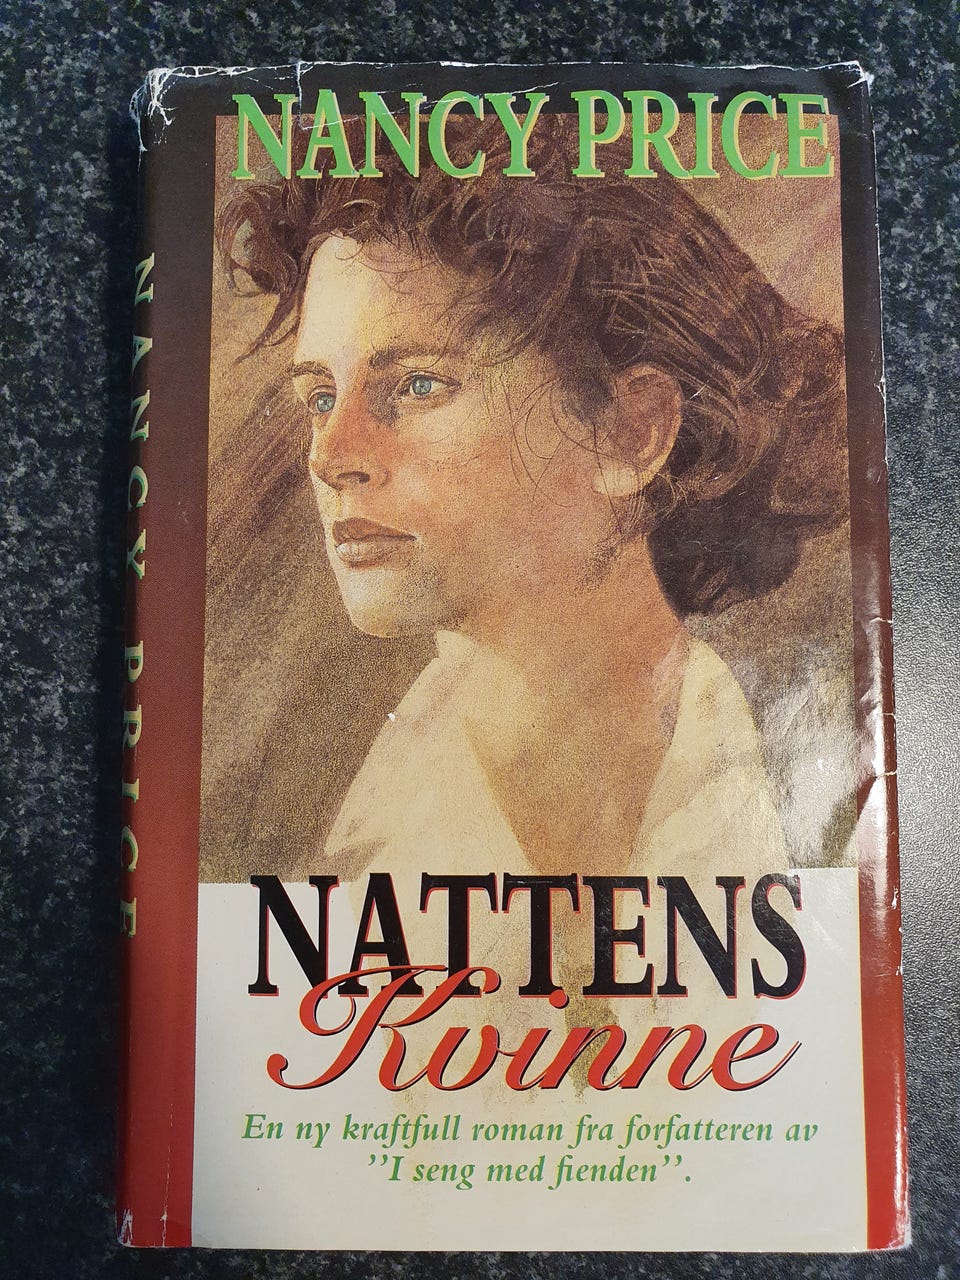 NANCY PRICE
NANCY PRICE
NATTENS
Kvinne
En ny kraftfull roman fra forfatteren av
”I seng med fienden”.